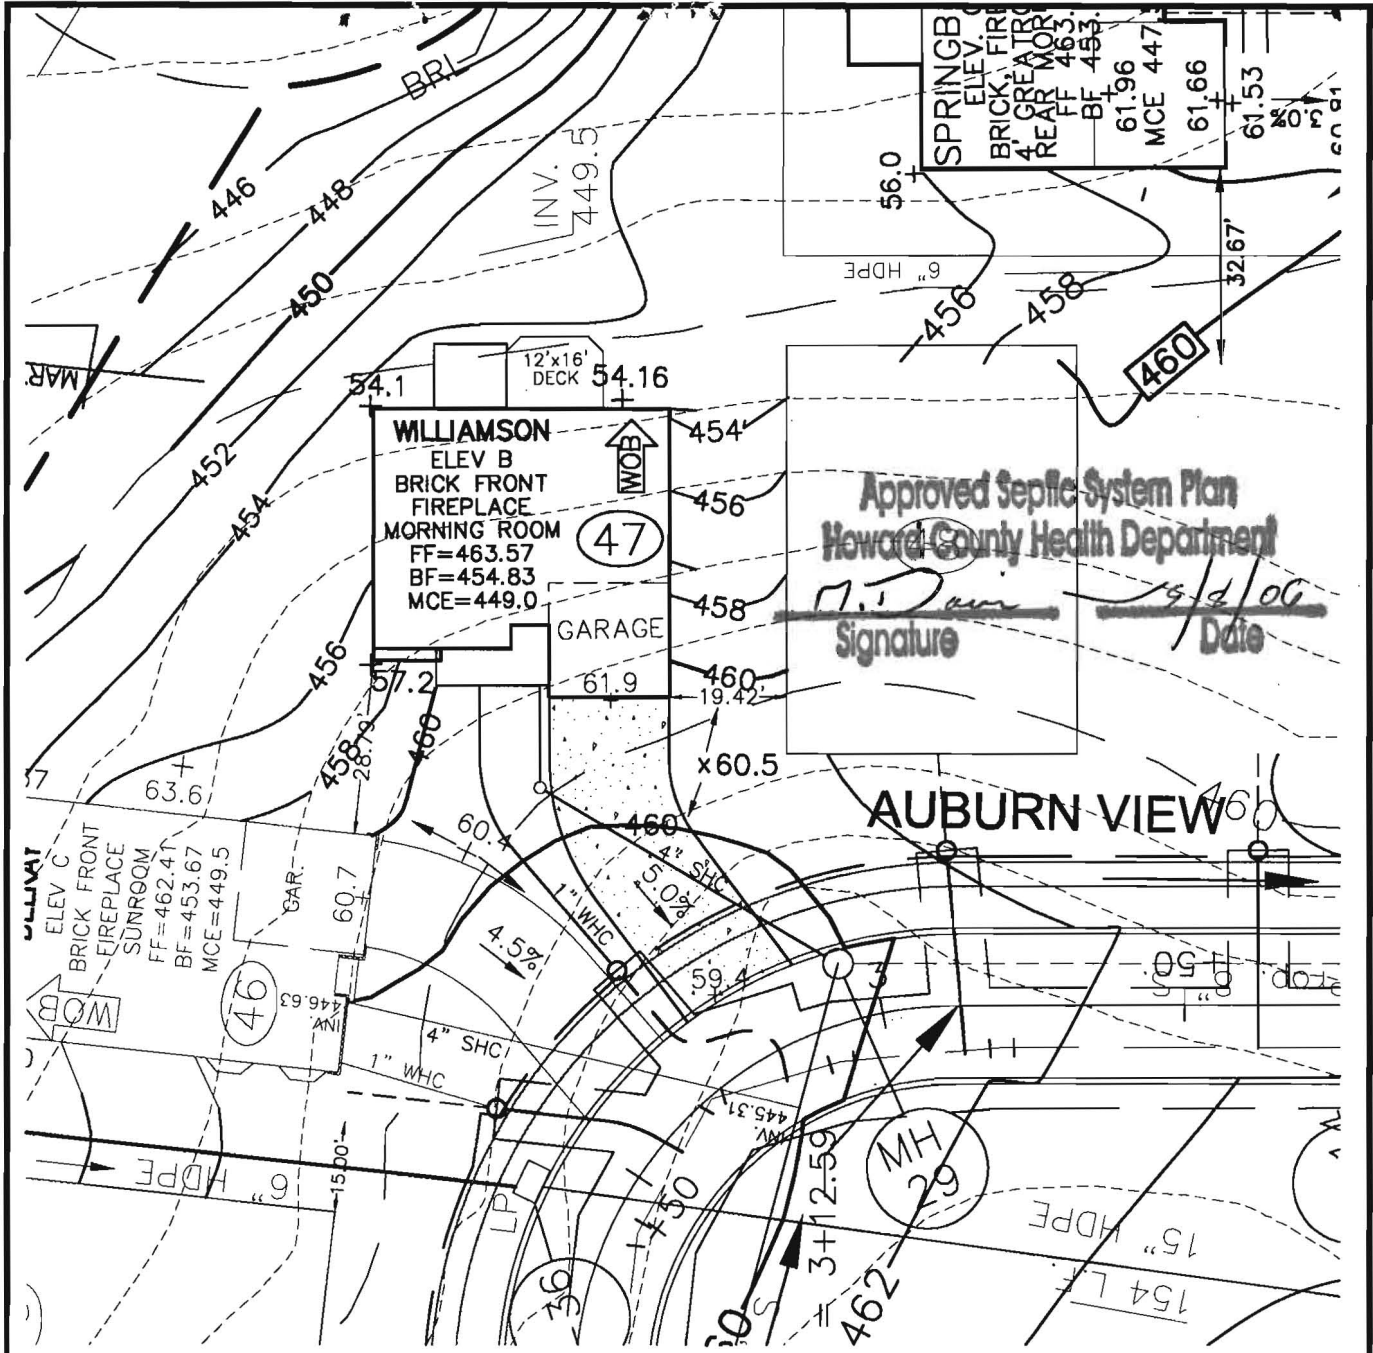 BRL
446
448
450
452
454
INV.
449.5
SPRINGB
ELEV.
BRICK, FIRE
4' GREATRO
REAR MOR
FF 463.
BF 453.
61.96
MCE 447
61.66
61.53
56.0
6" HDPE
456
458
460
32.67'
MAR.
54.1
12'x16'
DECK
54.16
WILLIAMSON
ELEV B
BRICK FRONT
FIREPLACE
MORNING ROOM
FF=463.57
BF=454.83
MCE=449.0
WOB
47
GARAGE
61.9
454
456
458
460
19.42'
Approved Septic System Plan
Howard County Health Department
Signature
Date
456
57.2
458
460
28.79'
x60.5
63.6
AUBURN VIEW
460
460
ELEV C
BRICK FRONT
FIREPLACE
SUNROOM
FF=462.41
BF=453.67
MCE=449.5
GAR.
60.7
60.4
4" SHC
5.0%
1" WHC
4.5%
59.4
WOB
46
INV.
446.63
4" SHC
1" WHC
INV.
445.31
3
4+50
MH
29
3+12.59
462
15" HDPE
154 L.F.
6" HDPE
15.00'
LP
36
S